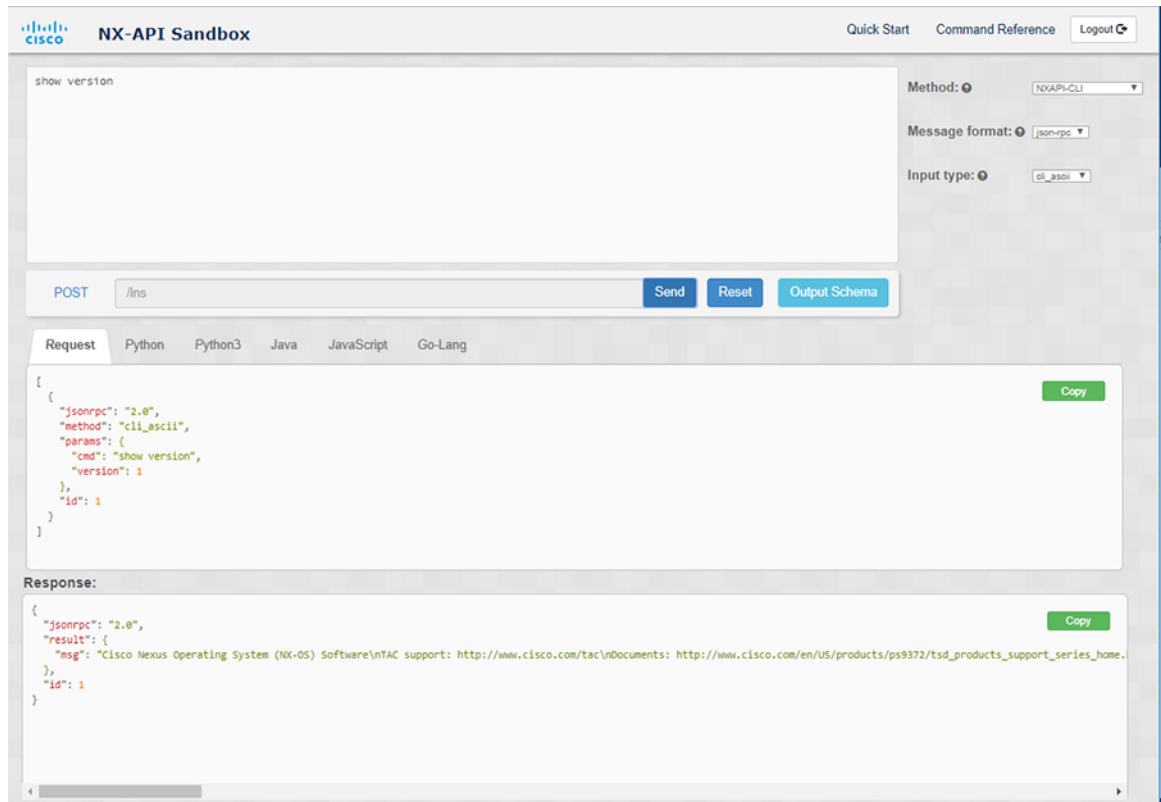 CISCO NX-API Sandbox Quick Start Command Reference Logout
show version
Method: NXAPI-CLI
Message format: json-rpc
Input type: cli_ascii
POST /ins Send Reset Output Schema
Request Python Python3 Java JavaScript Go-Lang
Copy
[
{
"jsonrpc": "2.0",
"method": "cli_ascii",
"params": {
"cmd": "show version",
"version": 1
},
"id": 1
}
]
Response:
Copy
{
"jsonrpc": "2.0",
"result": {
"msg": "Cisco Nexus Operating System (NX-OS) Software\nTAC support: http://www.cisco.com/tac\nDocuments: http://www.cisco.com/en/US/products/ps9372/tsd_products_support_series_home.
},
"id": 1
}